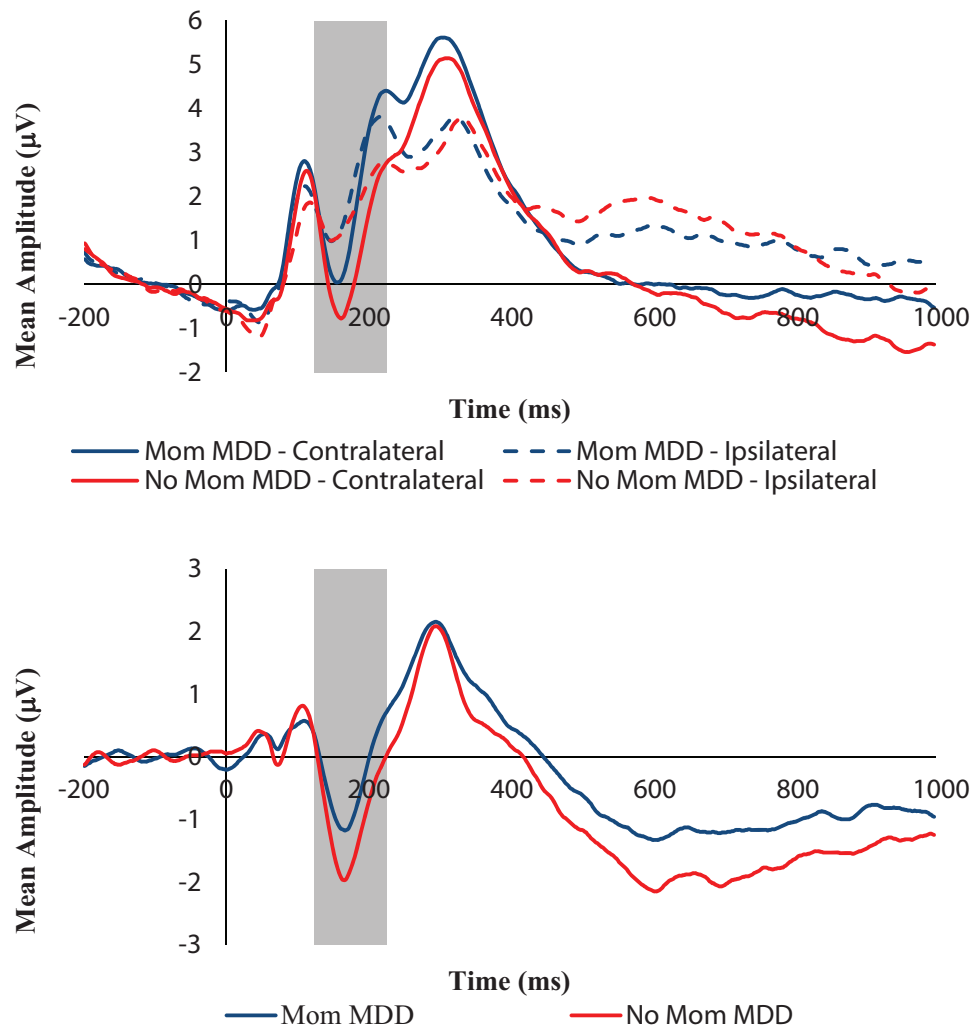 6
5
4
3
2
1
0
-1
-2
-200 0 200 400 600 800 1000
Mean Amplitude (µV)
Time (ms)
Mom MDD - Contralateral Mom MDD - Ipsilateral
No Mom MDD - Contralateral No Mom MDD - Ipsilateral
3
2
1
0
-1
-2
-3
-200 0 200 400 600 800 1000
Mean Amplitude (µV)
Time (ms)
Mom MDD No Mom MDD